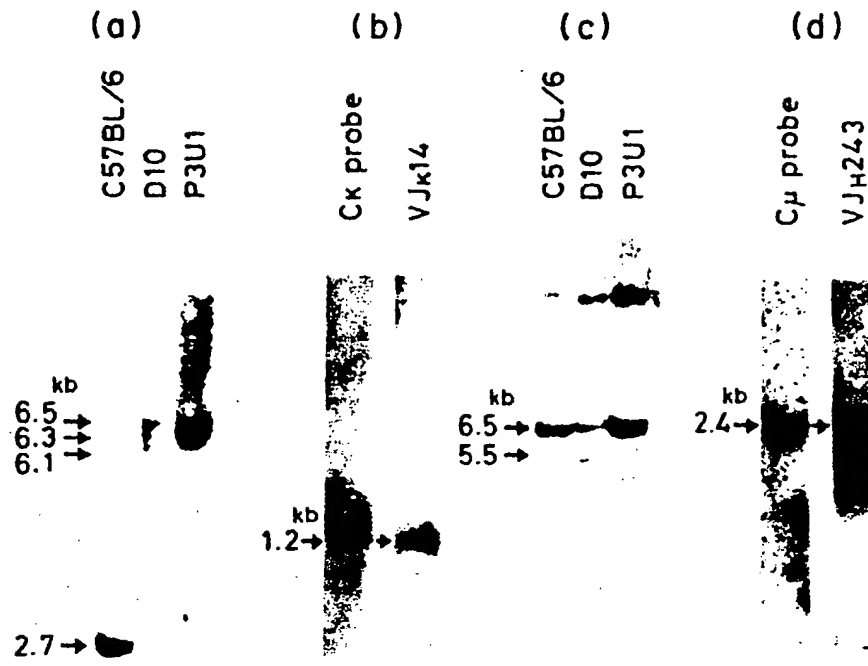 (a)
(b)
(c)
(d)
C57BL/6
D10
P3U1
Cκ probe
VJκ14
C57BL/6
D10
P3U1
Cμ probe
VJH243
kb
6.5→
6.3→
6.1→
2.7→
kb
1.2→
kb
6.5→
5.5→
kb
2.4→